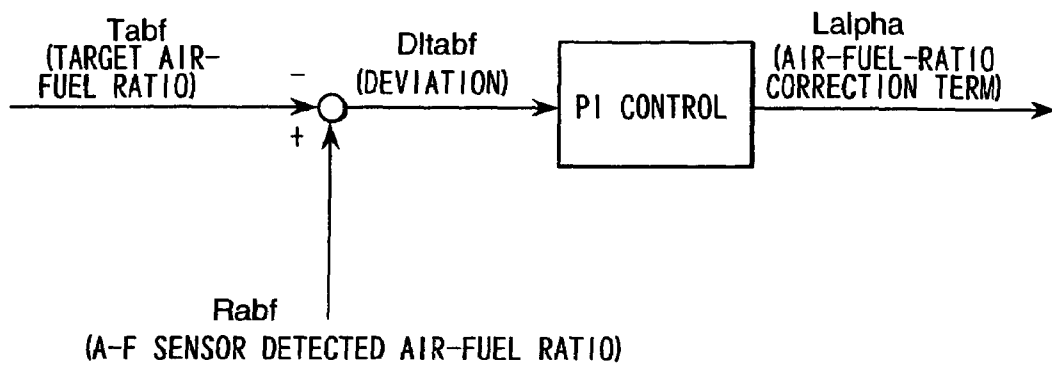 Tabf
(TARGET AIR-
FUEL RATIO)
−
+
Dltabf
(DEVIATION)
PI CONTROL
Lalpha
(AIR-FUEL-RATIO
CORRECTION TERM)
Rabf
(A-F SENSOR DETECTED AIR-FUEL RATIO)